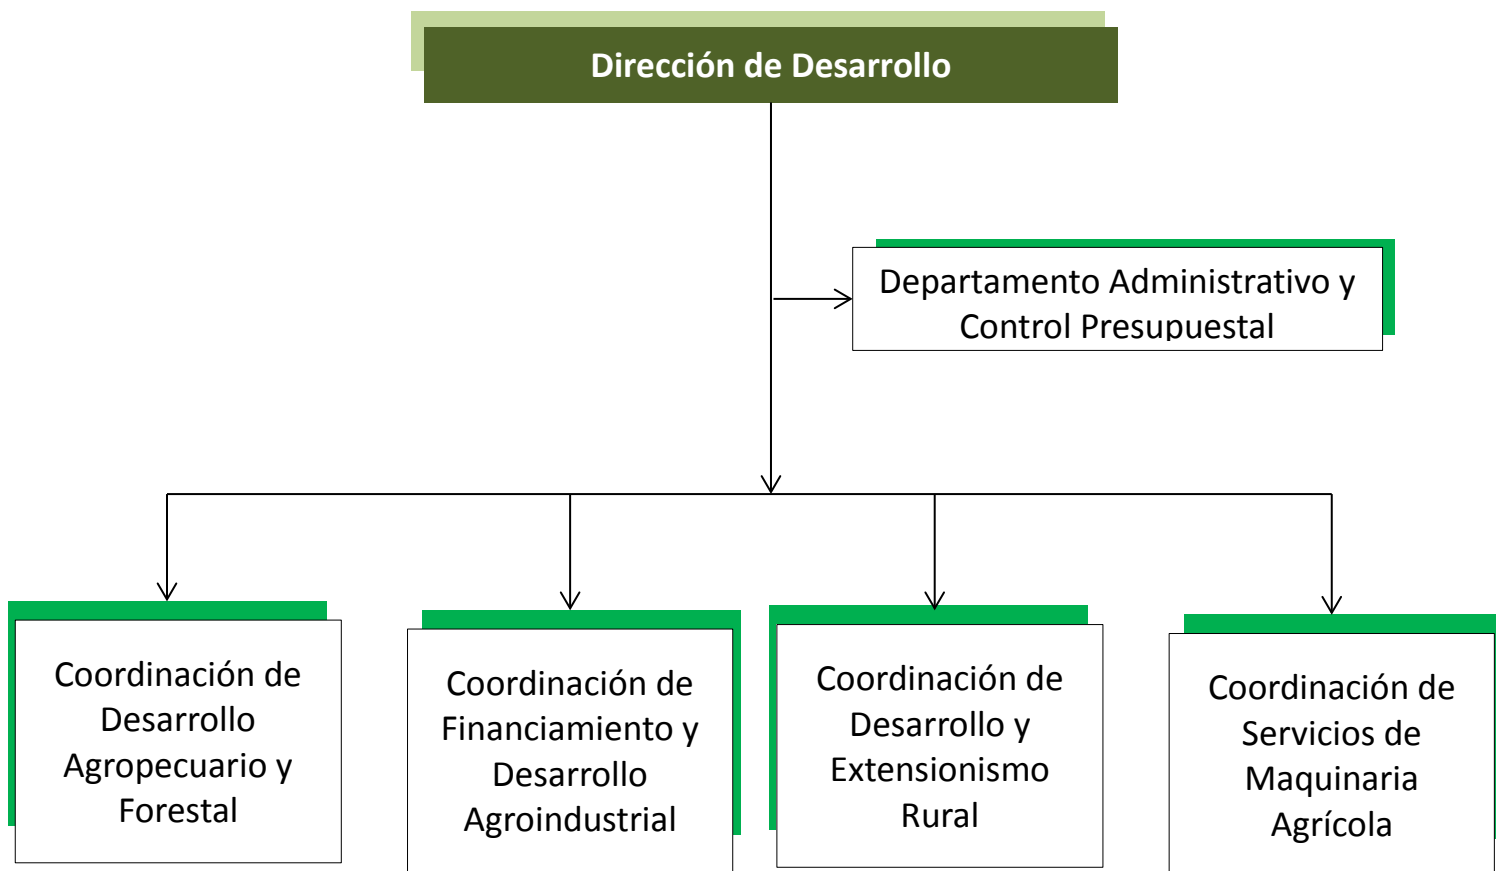 Dirección de Desarrollo
Departamento Administrativo y
Control Presupuestal
Coordinación de
Desarrollo
Agropecuario y
Forestal
Coordinación de
Financiamiento y
Desarrollo
Agroindustrial
Coordinación de
Desarrollo y
Extensionismo
Rural
Coordinación de
Servicios de
Maquinaria
Agrícola